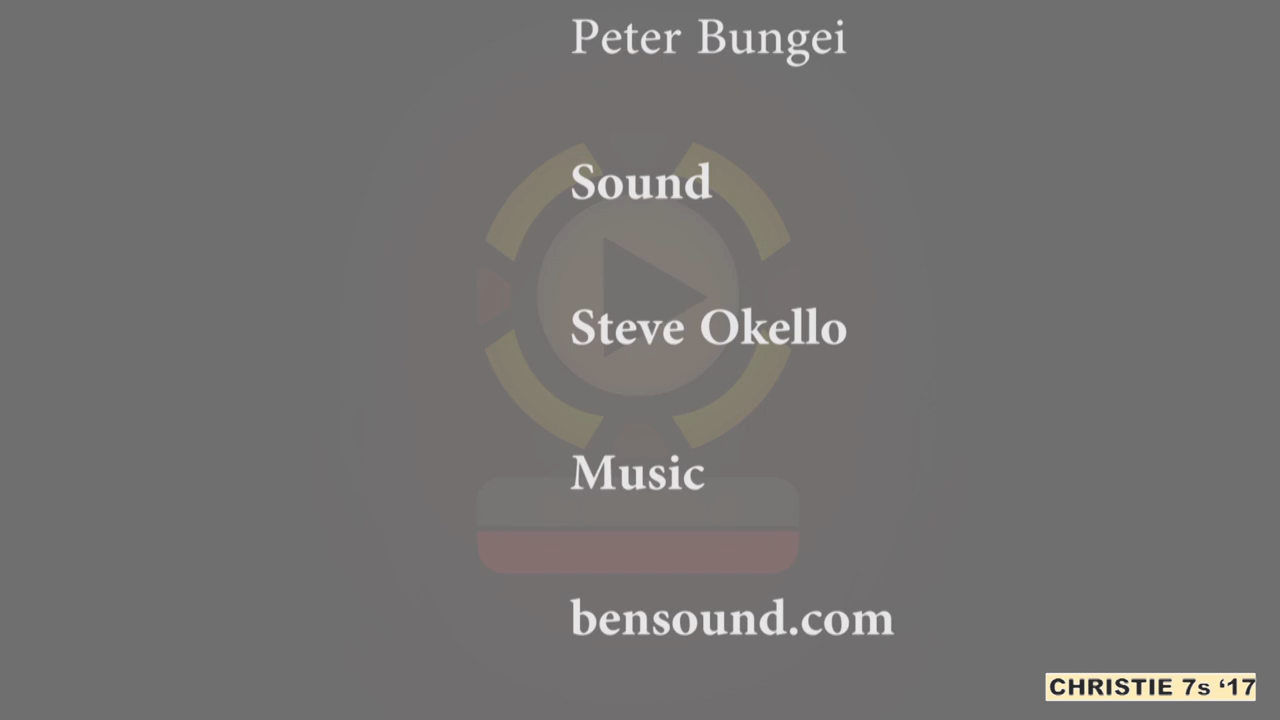 Peter Bungei
Sound
Steve Okello
Music
bensound.com
CHRISTIE 7s ‘17